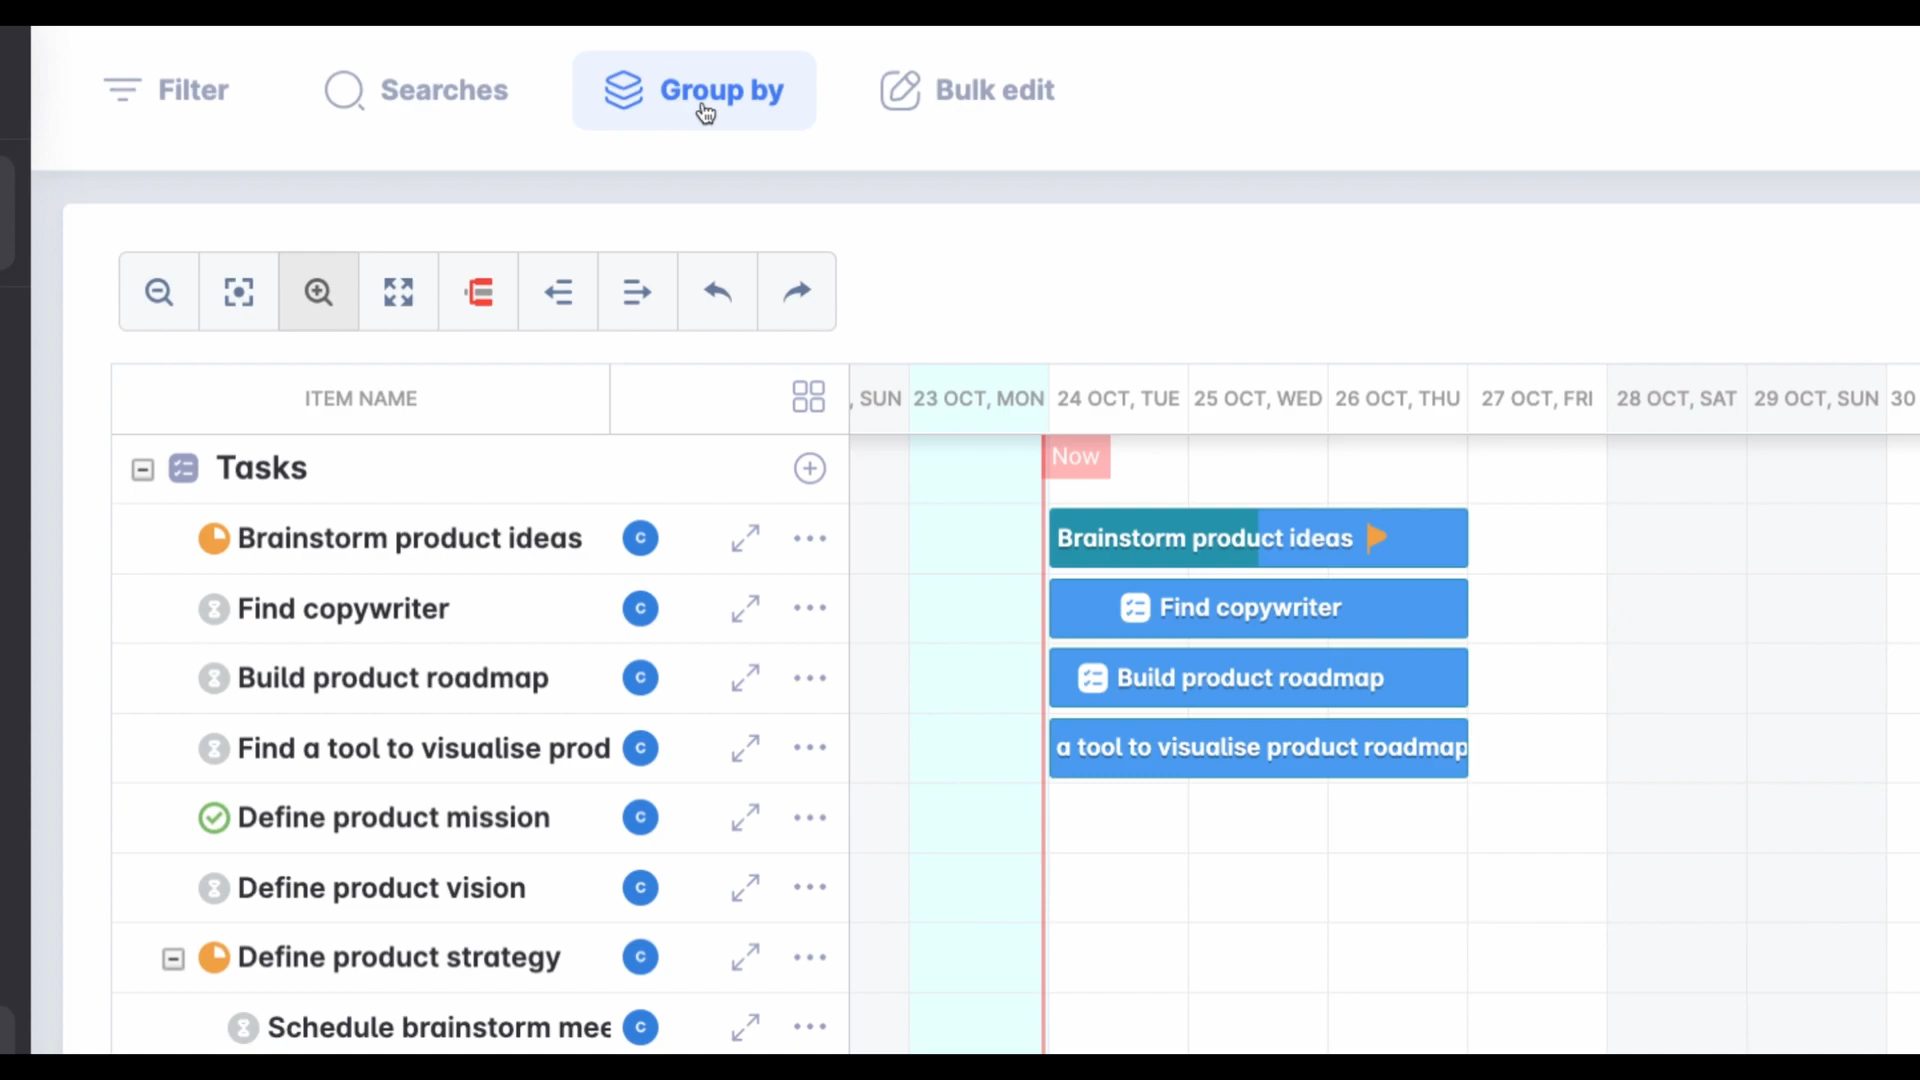 Filter Searches Group by Bulk edit
ITEM NAME , SUN 23 OCT, MON 24 OCT, TUE 25 OCT, WED 26 OCT, THU 27 OCT, FRI 28 OCT, SAT 29 OCT, SUN 30
Tasks Now
Brainstorm product ideas C Brainstorm product ideas
Find copywriter C Find copywriter
Build product roadmap C Build product roadmap
Find a tool to visualise prod C a tool to visualise product roadmap
Define product mission C
Define product vision C
Define product strategy C
Schedule brainstorm mee C